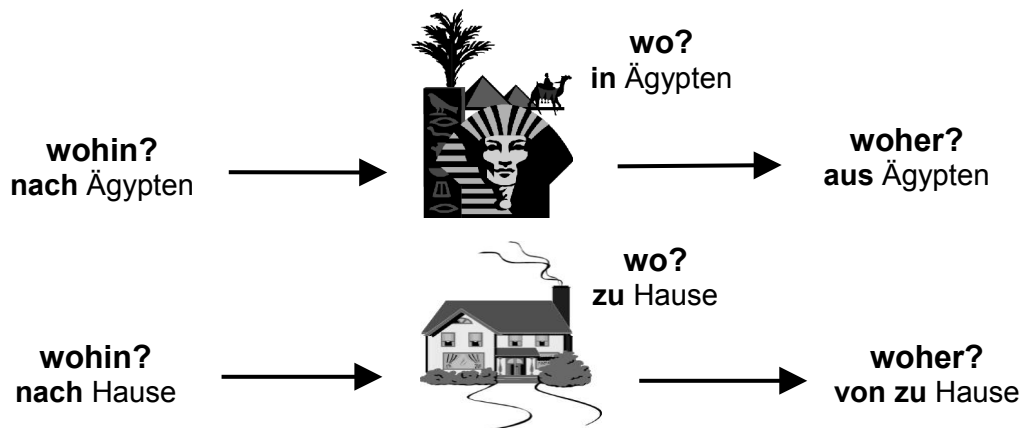 wohin?
nach Ägypten
wo?
in Ägypten
woher?
aus Ägypten
wohin?
nach Hause
wo?
zu Hause
woher?
von zu Hause